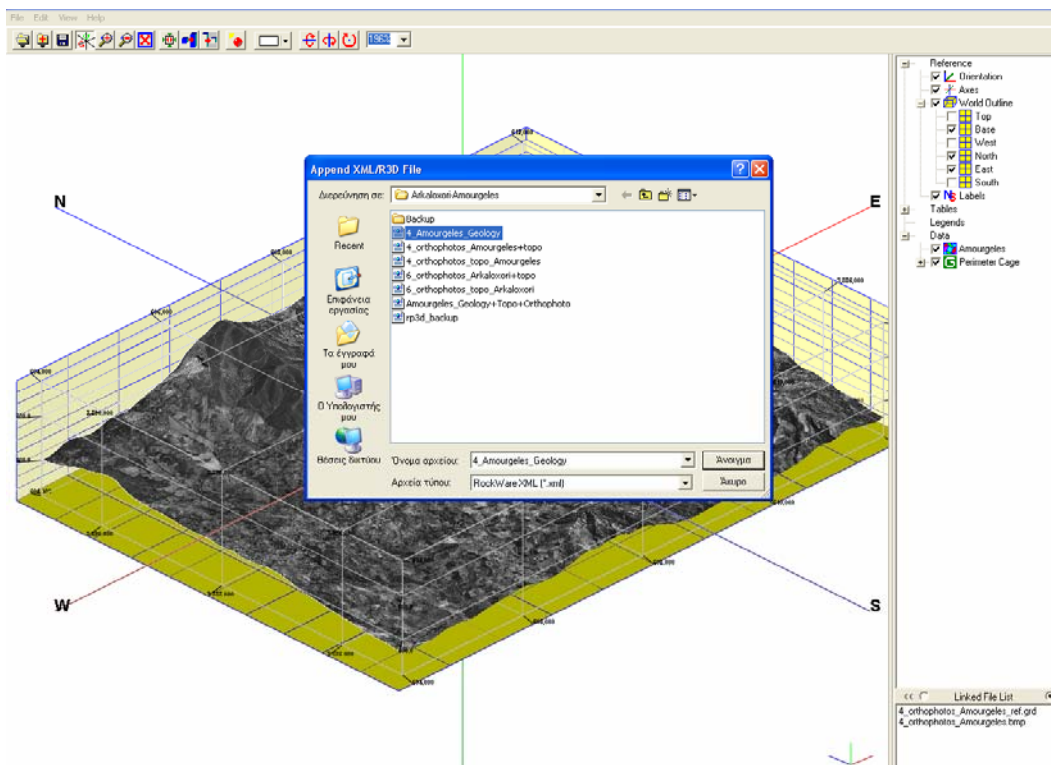 File Edit View Help
Reference
Orientation
Axes
World Outline
Top
Base
West
North
East
South
Labels
Tables
Legends
Data
Amourgeles
Perimeter Cage
N
E
W
S
Append XML/R3D File
Διερεύνηση σε: Arkaloxori-Amourgeles
Recent
Επιφάνεια εργασίας
Τα έγγραφά μου
Ο Υπολογιστής μου
Θέσεις δικτύου
Backup
4_Amourgeles_Geology
4_orthophotos_Amourgeles+topo
4_orthophotos_topo_Amourgeles
6_orthophotos_Arkaloxori+topo
6_orthophotos_topo_Arkaloxori
Amourgeles_Geology+Topo+Orthophoto
rp3d_backup
Όνομα αρχείου: 4_Amourgeles_Geology Άνοιγμα
Αρχεία τύπου: RockWare XML (*.xml) Άκυρο
<< Linked File List
4_orthophotos_Amourgeles_ref.grd
4_orthophotos_Amourgeles.bmp